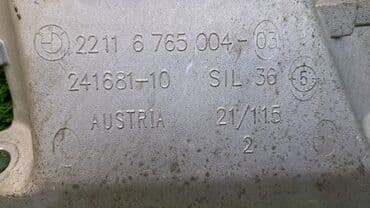 2211 6 765 004-03
241681-10 SIL 36 6
AUSTRIA 21/115
2